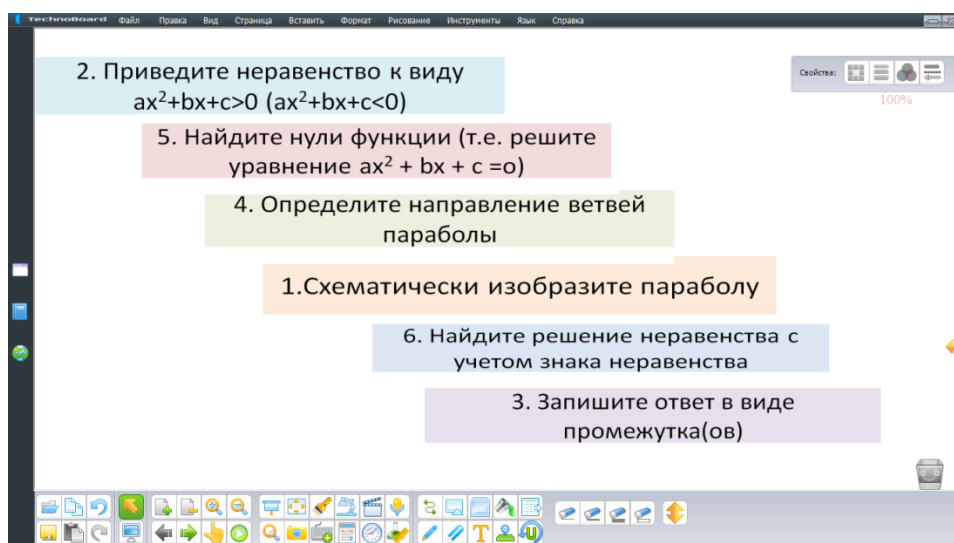 TechnoBoard Файл Правка Вид Страница Вставить Формат Рисование Инструменты Язык Справка
Свойства:
100%
2. Приведите неравенство к виду
ax²+bx+c>0 (ax²+bx+c<0)
5. Найдите нули функции (т.е. решите
уравнение ax² + bx + c =о)
4. Определите направление ветвей
параболы
1.Схематически изобразите параболу
6. Найдите решение неравенства с
учетом знака неравенства
3. Запишите ответ в виде
промежутка(ов)